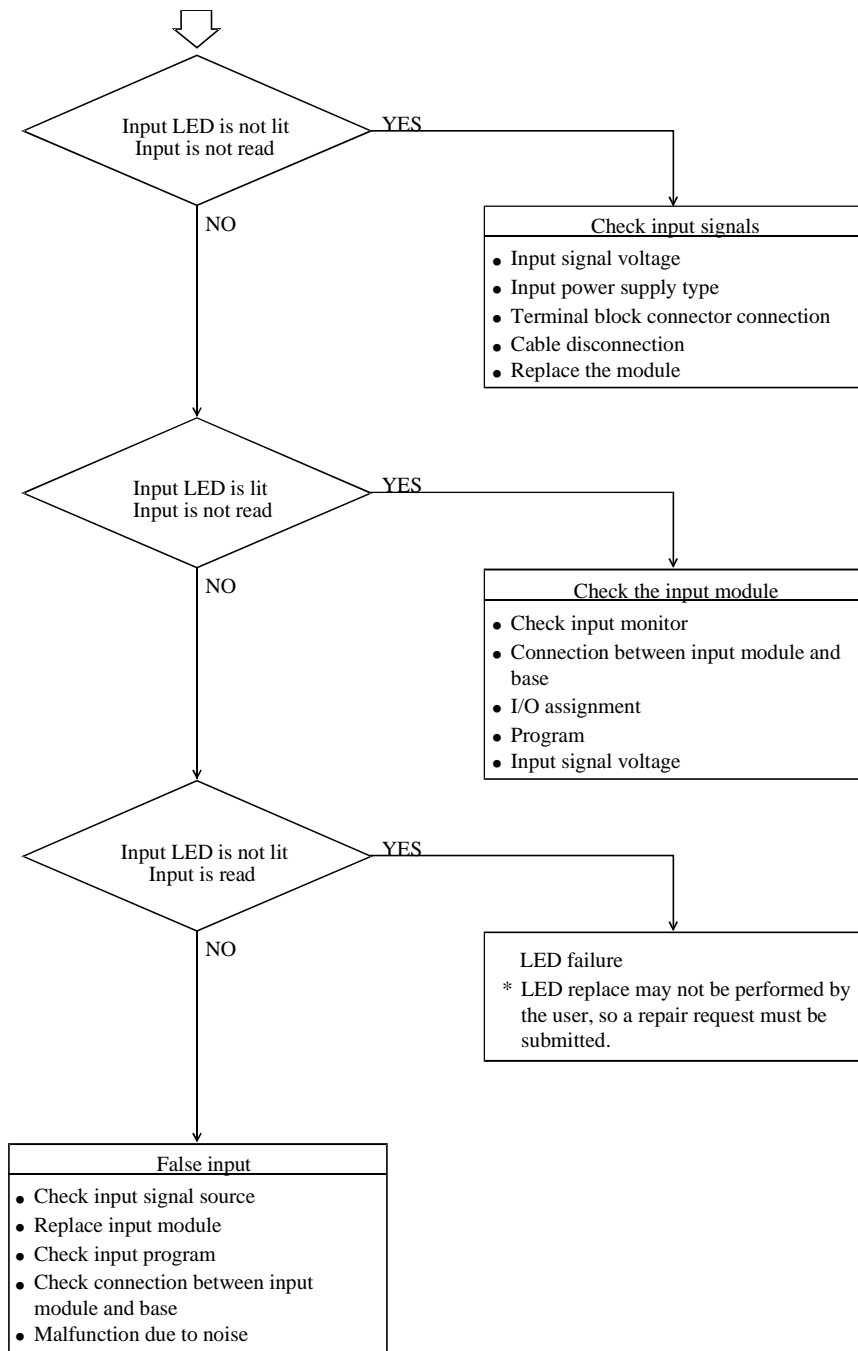 Input LED is not lit
Input is not read
YES
NO
Check input signals
● Input signal voltage
● Input power supply type
● Terminal block connector connection
● Cable disconnection
● Replace the module
Input LED is lit
Input is not read
YES
NO
Check the input module
● Check input monitor
● Connection between input module and
base
● I/O assignment
● Program
● Input signal voltage
Input LED is not lit
Input is read
YES
NO
LED failure
* LED replace may not be performed by
the user, so a repair request must be
submitted.
False input
● Check input signal source
● Replace input module
● Check input program
● Check connection between input
module and base
● Malfunction due to noise